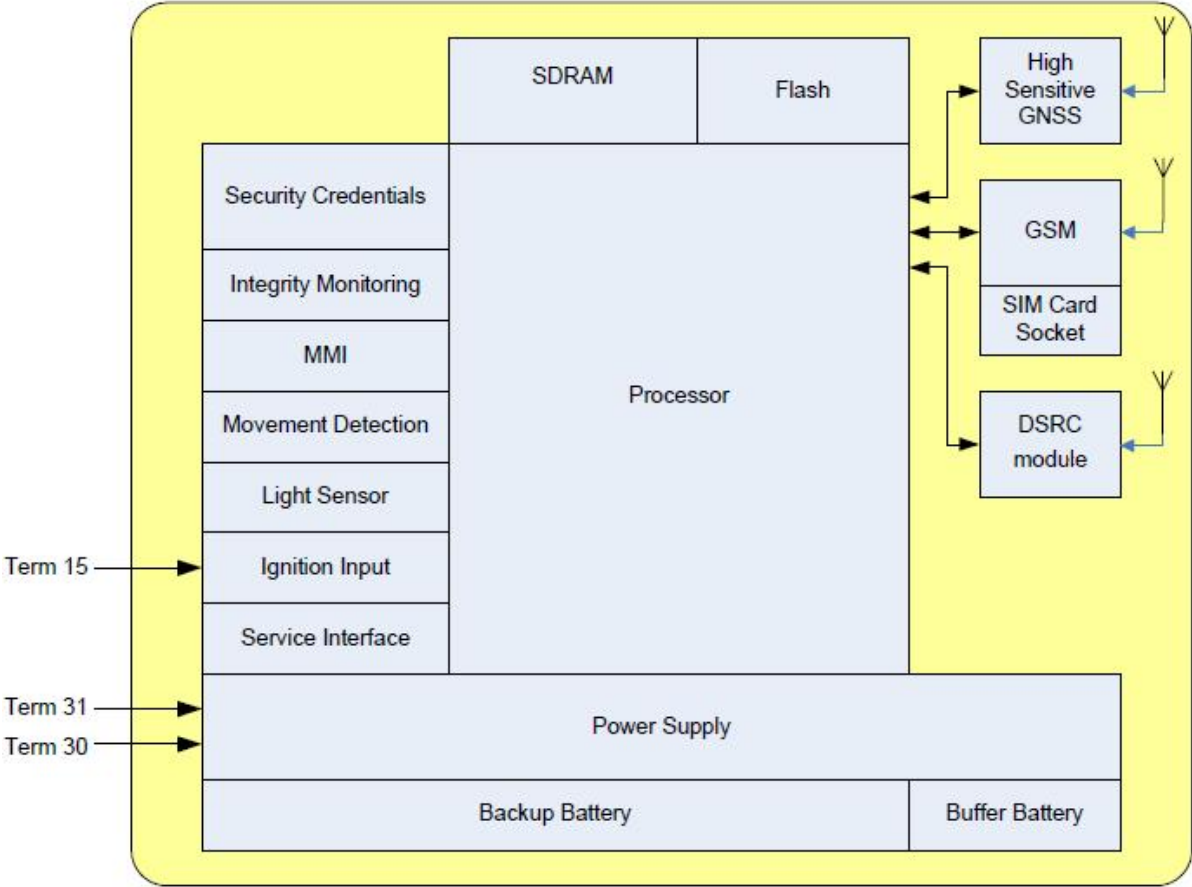 SDRAM
Flash
High
Sensitive
GNSS
Security Credentials
GSM
Integrity Monitoring
SIM Card
Socket
MMI
Processor
Movement Detection
DSRC
module
Light Sensor
Term 15
Ignition Input
Service Interface
Term 31
Power Supply
Term 30
Backup Battery
Buffer Battery